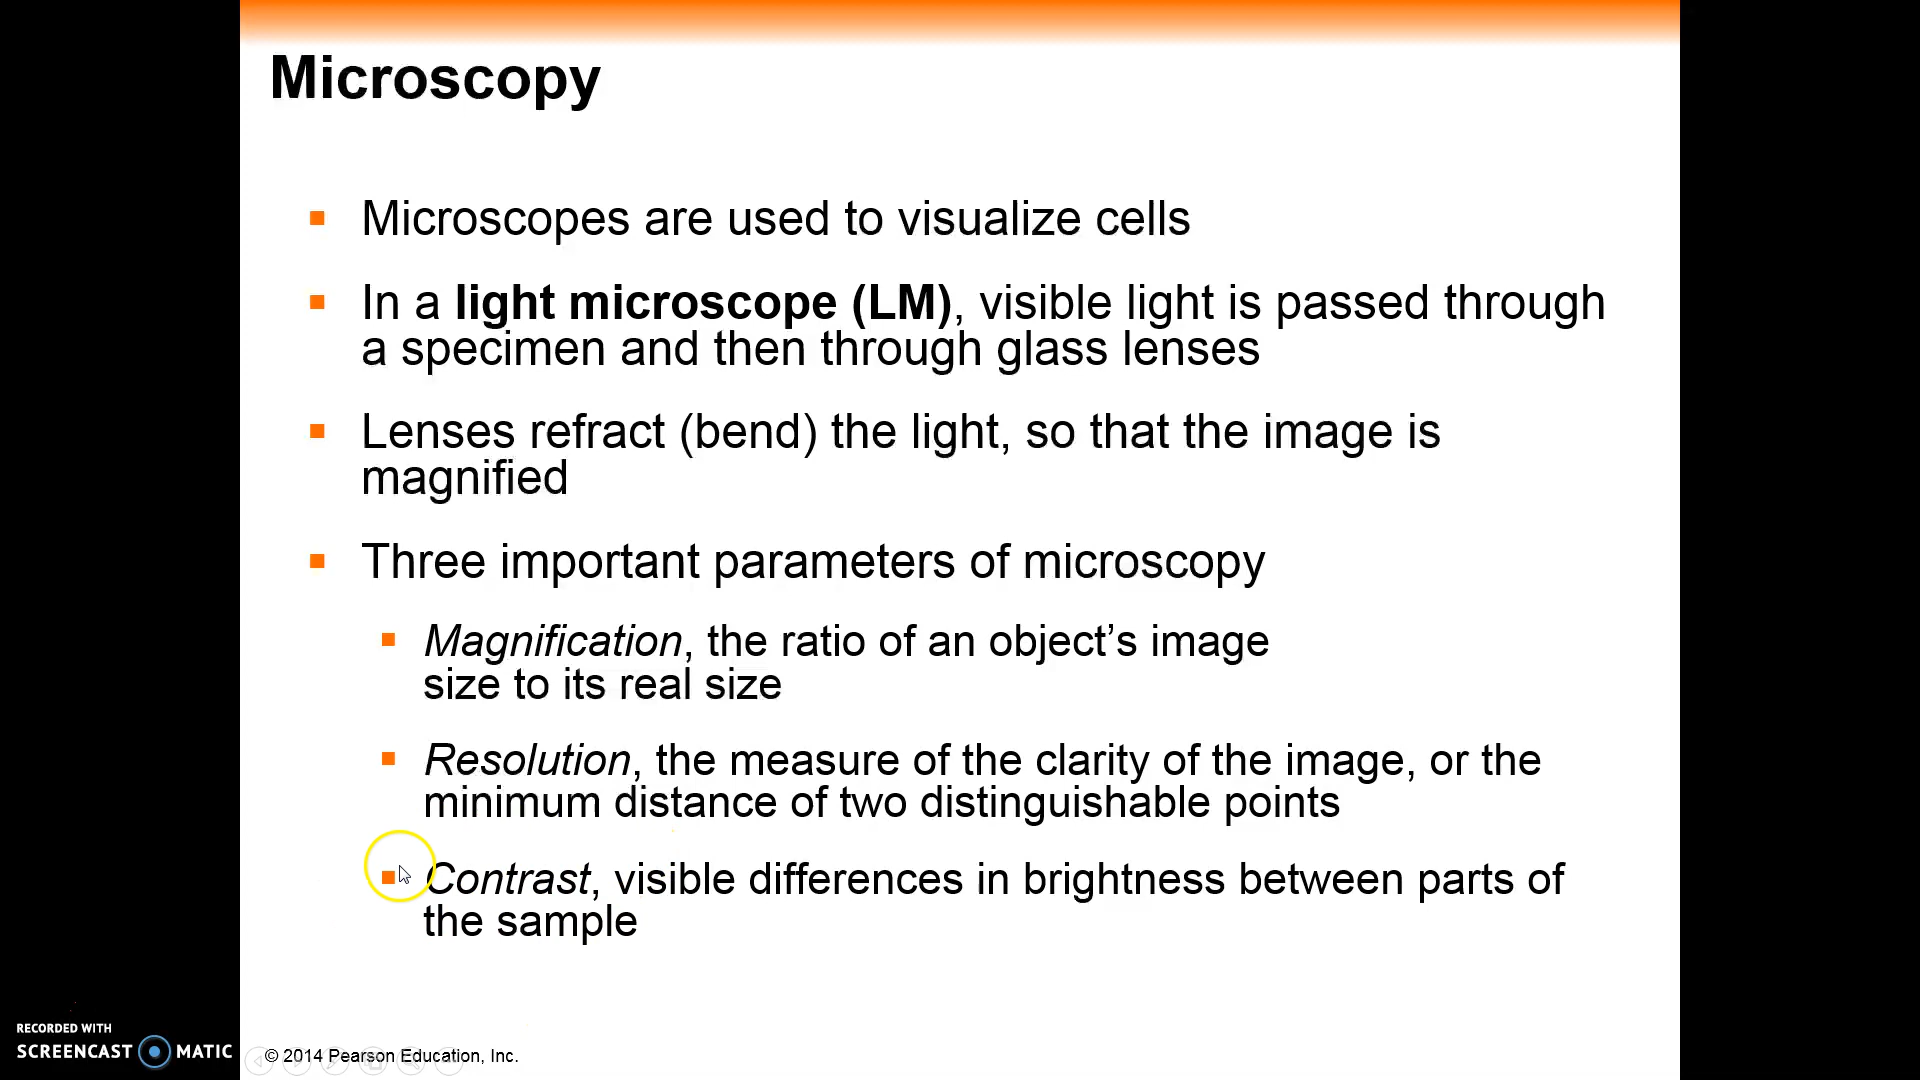 Microscopy
Microscopes are used to visualize cells
In a light microscope (LM), visible light is passed through
a specimen and then through glass lenses
Lenses refract (bend) the light, so that the image is
magnified
Three important parameters of microscopy
Magnification, the ratio of an object’s image
size to its real size
Resolution, the measure of the clarity of the image, or the
minimum distance of two distinguishable points
Contrast, visible differences in brightness between parts of
the sample
RECORDED WITH
SCREENCAST MATIC
© 2014 Pearson Education, Inc.